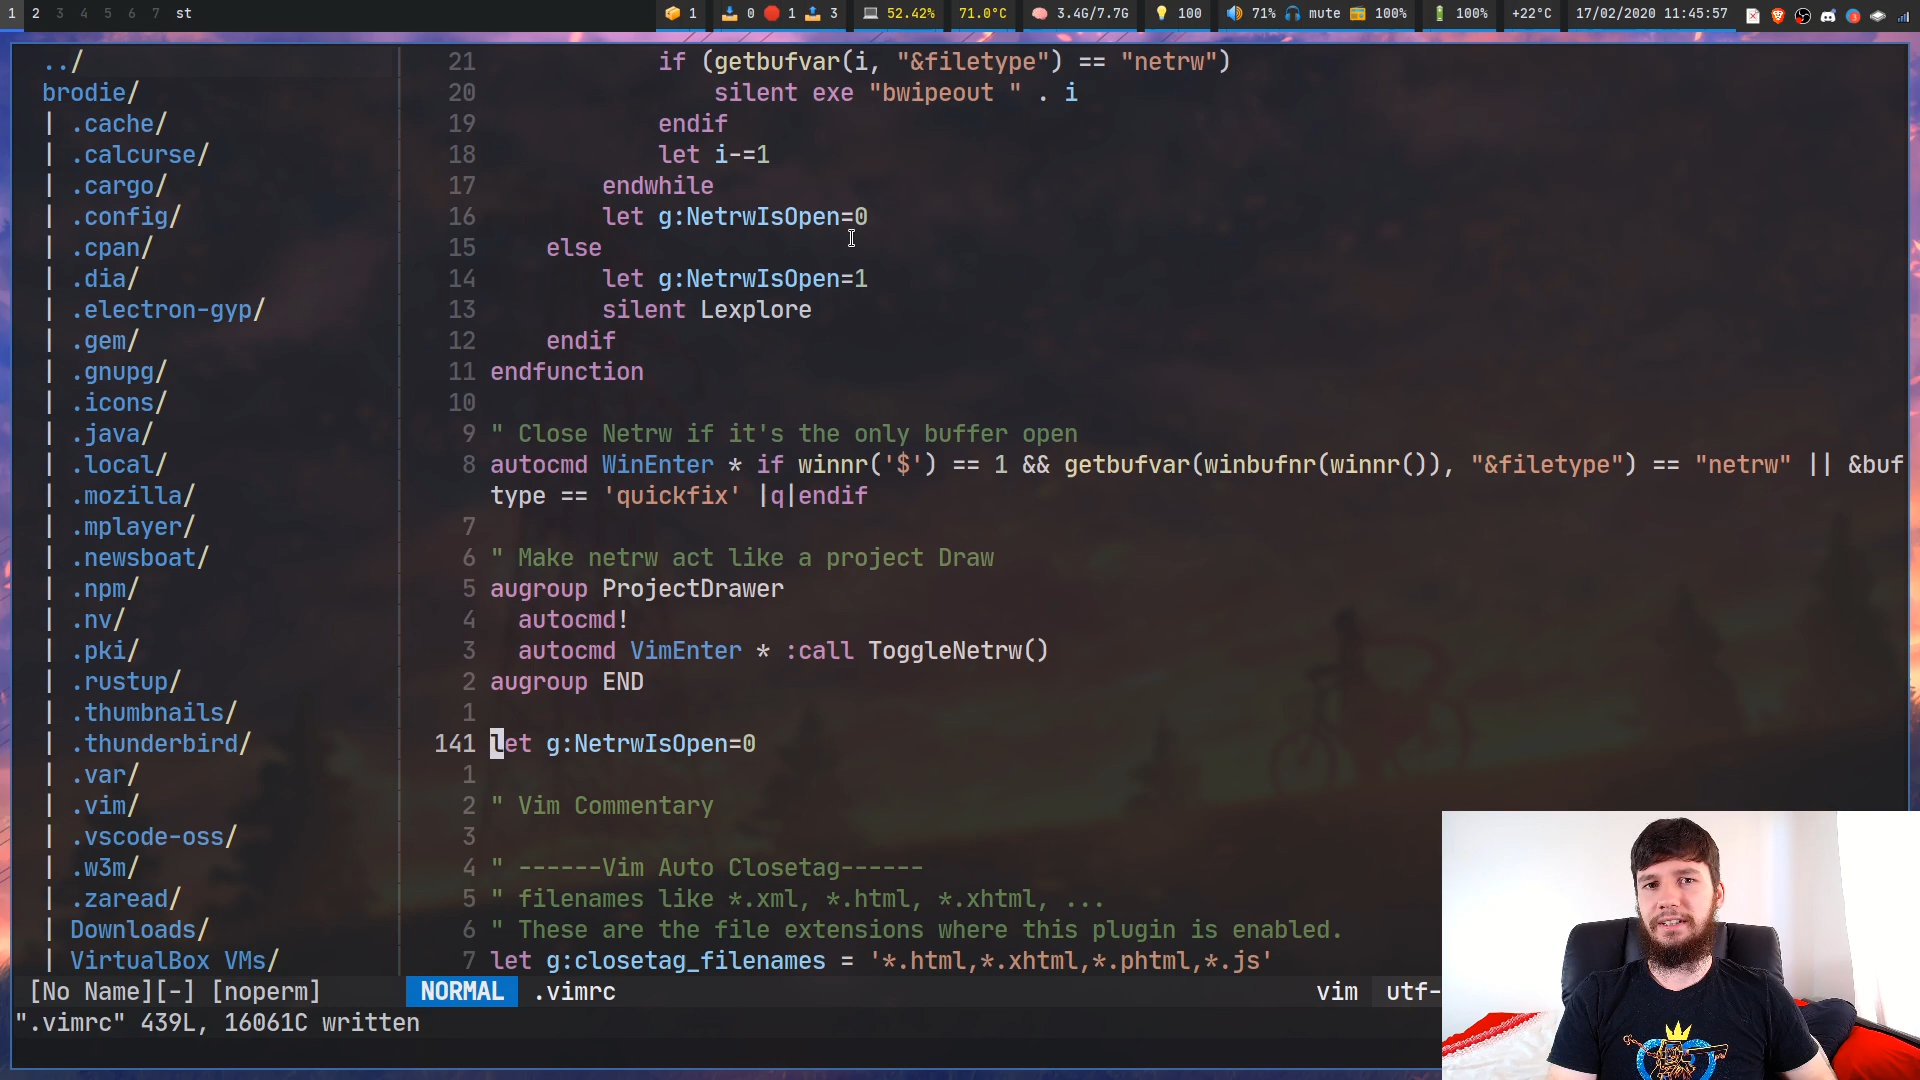 1 2 3 4 5 6 7 st
1 0 1 3 52.42% 71.0°C 3.4G/7.7G 100 71% mute 100% 100% +22°C 17/02/2020 11:45:57
../
brodie/
| .cache/
| .calcurse/
| .cargo/
| .config/
| .cpan/
| .dia/
| .electron-gyp/
| .gem/
| .gnupg/
| .icons/
| .java/
| .local/
| .mozilla/
| .mplayer/
| .newsboat/
| .npm/
| .nv/
| .pki/
| .rustup/
| .thumbnails/
| .thunderbird/
| .var/
| .vim/
| .vscode-oss/
| .w3m/
| .zaread/
| Downloads/
| VirtualBox VMs/
21 if (getbufvar(i, "&filetype") == "netrw")
20 silent exe "bwipeout " . i
19 endif
18 let i-=1
17 endwhile
16 let g:NetrwIsOpen=0
15 else
14 let g:NetrwIsOpen=1
13 silent Lexplore
12 endif
11 endfunction
10
9 " Close Netrw if it's the only buffer open
8 autocmd WinEnter * if winnr('$') == 1 && getbufvar(winbufnr(winnr()), "&filetype") == "netrw" || &buf
type == 'quickfix' |q|endif
7
6 " Make netrw act like a project Draw
5 augroup ProjectDrawer
4 autocmd!
3 autocmd VimEnter * :call ToggleNetrw()
2 augroup END
1
141 let g:NetrwIsOpen=0
1
2 " Vim Commentary
3
4 " ------Vim Auto Closetag------
5 " filenames like *.xml, *.html, *.xhtml, ...
6 " These are the file extensions where this plugin is enabled.
7 let g:closetag_filenames = '*.html,*.xhtml,*.phtml,*.js'
[No Name][-] [noperm] NORMAL .vimrc vim utf-
".vimrc" 439L, 16061C written